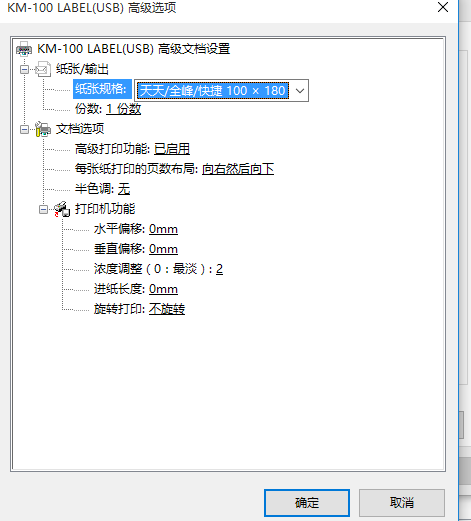 KM-100 LABEL(USB) 高级选项
KM-100 LABEL(USB) 高级文档设置
纸张/输出
纸张规格: 天天/全峰/快捷 100 × 180
份数: 1 份数
文档选项
高级打印功能: 已启用
每张纸打印的页数布局: 向右然后向下
半色调: 无
打印机功能
水平偏移: 0mm
垂直偏移: 0mm
浓度调整（0：最淡）: 2
进纸长度: 0mm
旋转打印: 不旋转
确定 取消